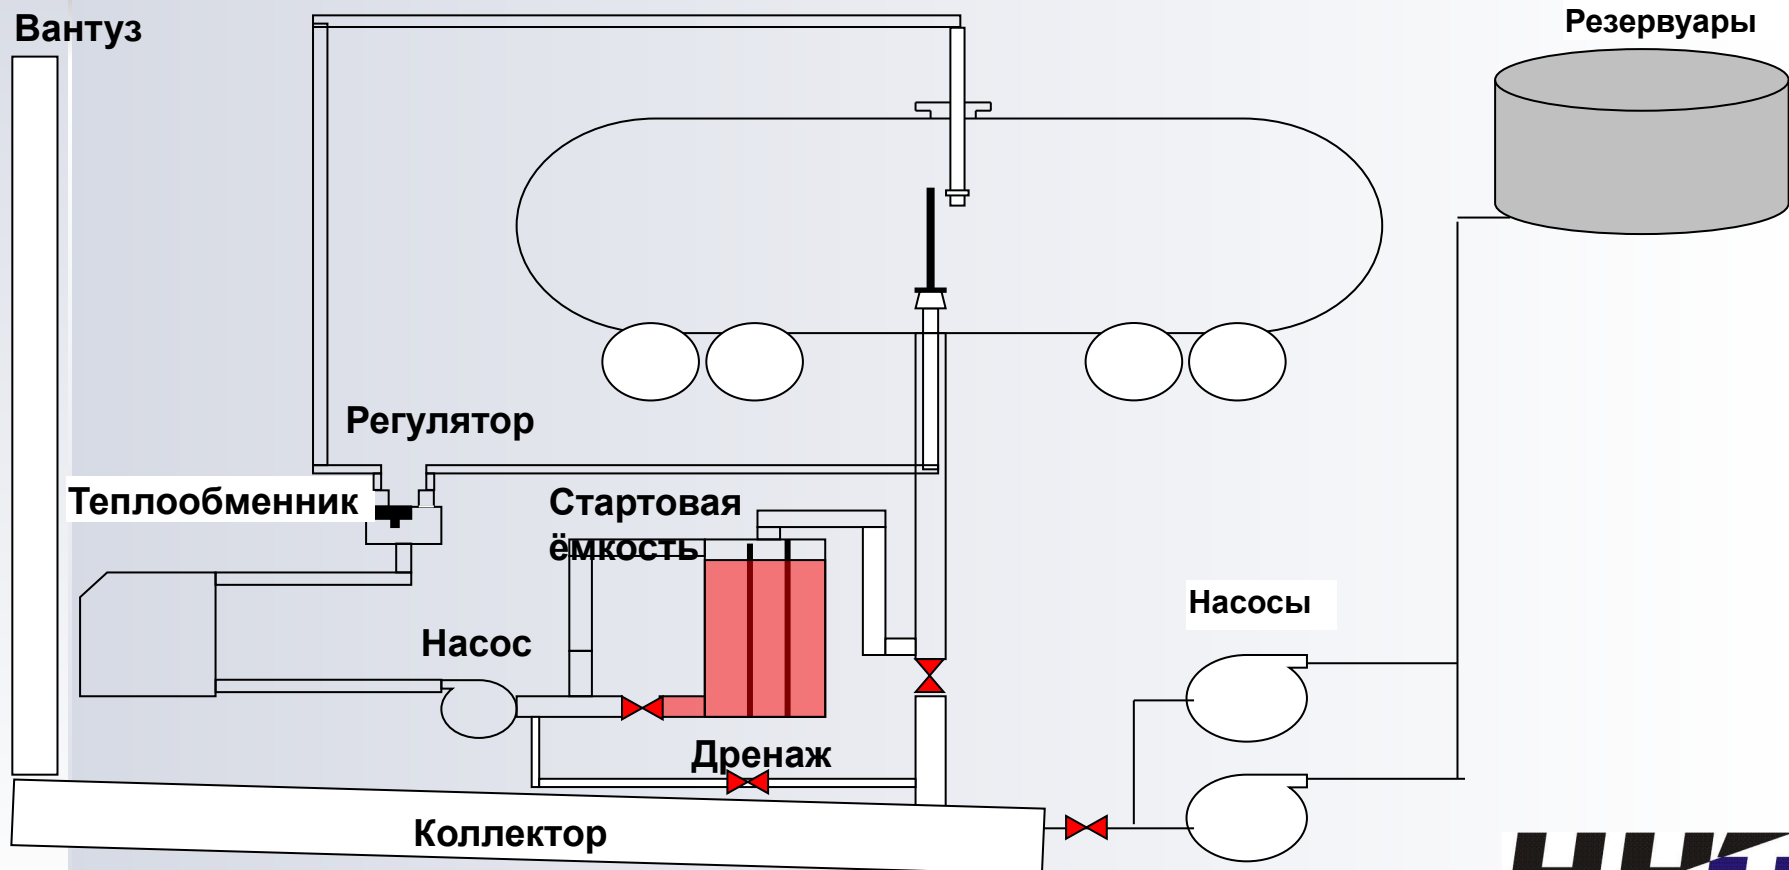 Вантуз
Резервуары
Регулятор
Теплообменник
Стартовая
ёмкость
Насос
Насосы
Дренаж
Коллектор